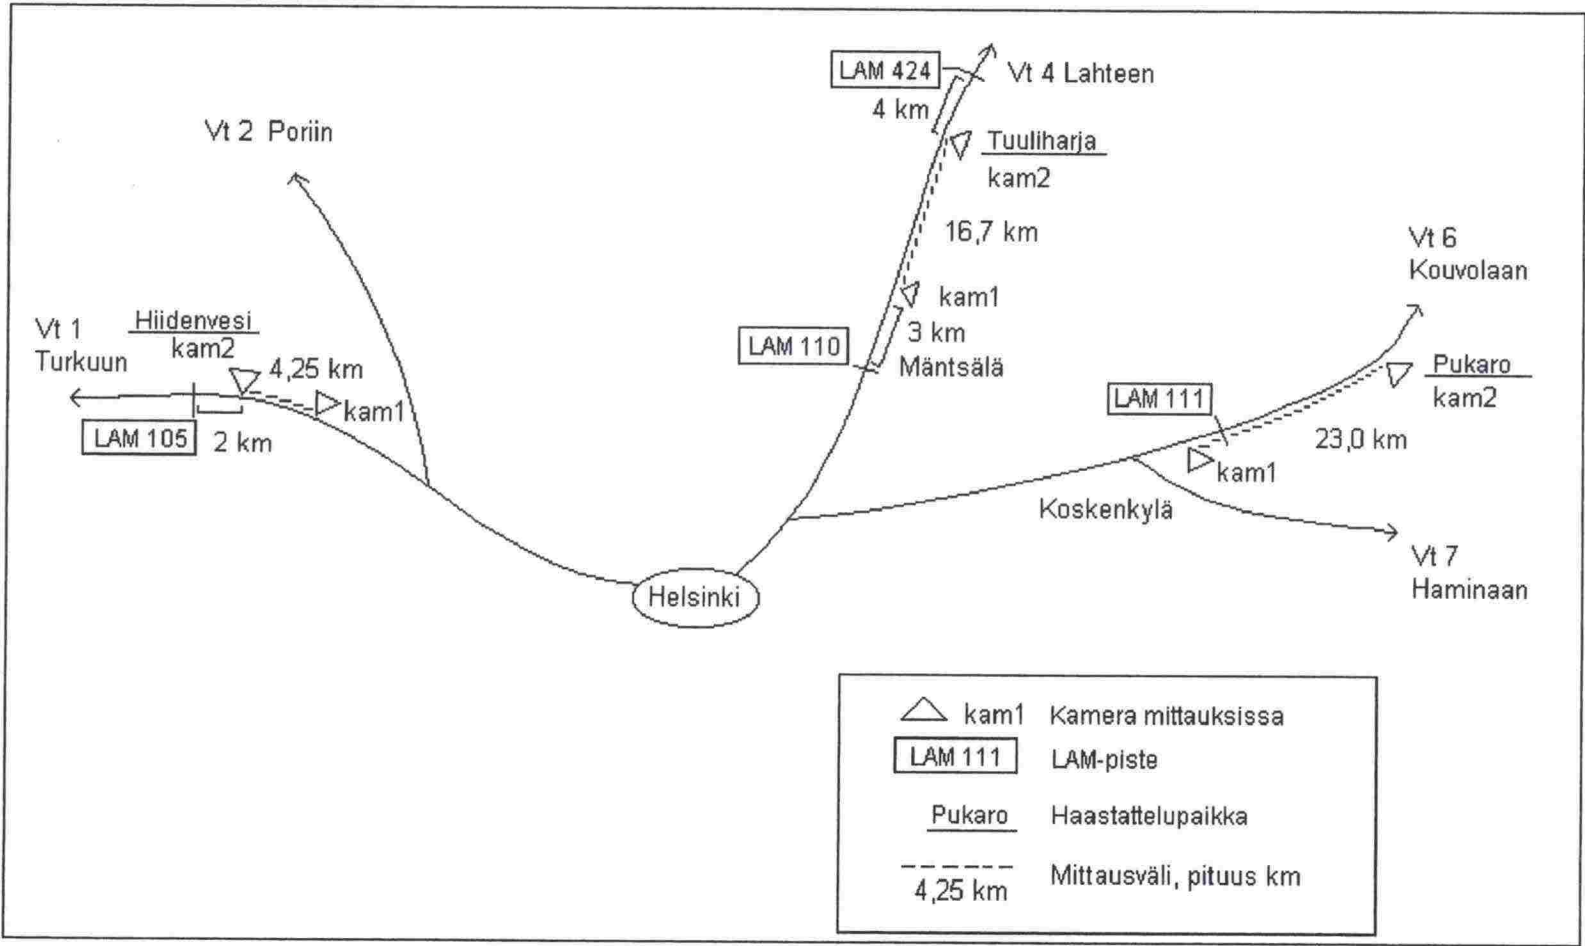 LAM 424
Vt 4 Lahteen
4 km
Vt 2 Poriin
Tuuliharja
kam2
16,7 km
Vt 6
Kouvolaan
kam1
Hiidenvesi
kam2
Vt 1
Turkuun
4,25 km
3 km
LAM 110
Mäntsälä
Pukaro
kam2
LAM 111
kam1
LAM 105
2 km
23,0 km
kam1
Koskenkylä
Vt 7
Haminaan
Helsinki
kam1 Kamera mittauksissa
LAM 111 LAM-piste
Pukaro Haastattelupaikka
4,25 km Mittausväli, pituus km